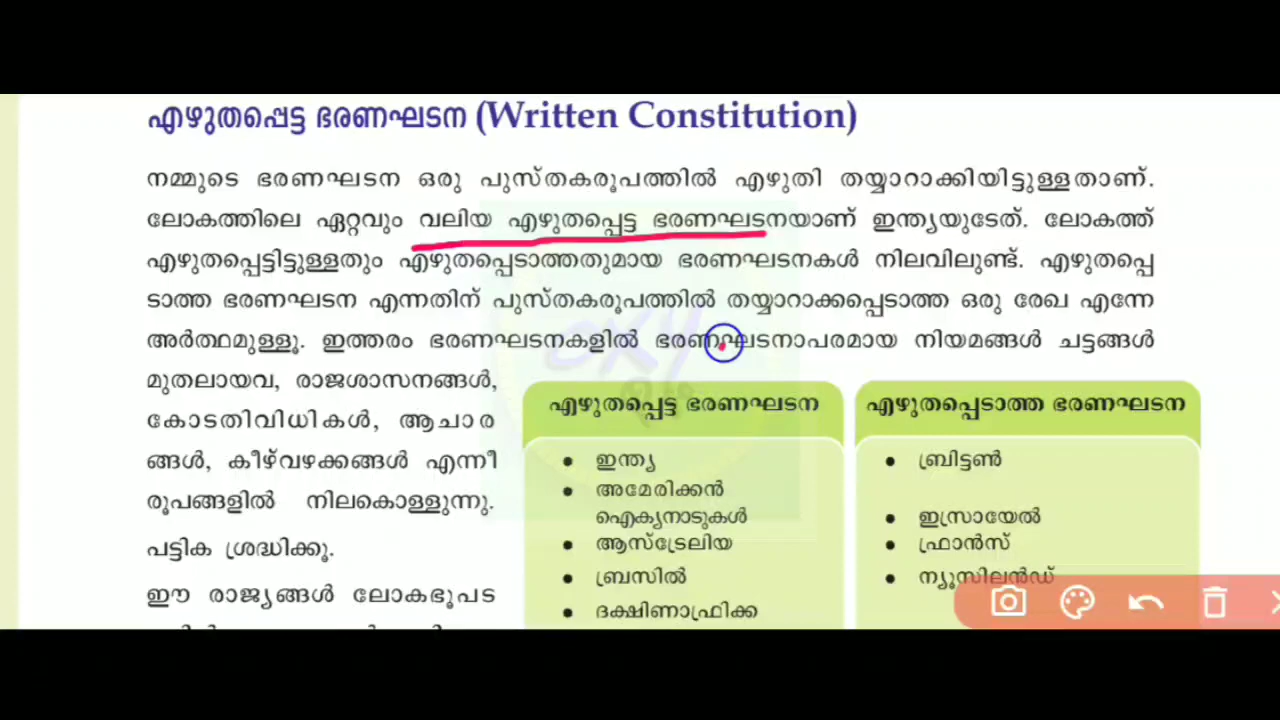 എഴുതപ്പെട്ട ഭരണഘടന (Written Constitution)
നമ്മുടെ ഭരണഘടന ഒരു പുസ്തകരൂപത്തിൽ എഴുതി തയ്യാറാക്കിയിട്ടുള്ളതാണ്.
ലോകത്തിലെ ഏറ്റവും വലിയ എഴുതപ്പെട്ട ഭരണഘടനയാണ് ഇന്ത്യയുടേത്. ലോകത്ത്
എഴുതപ്പെട്ടിട്ടുള്ളതും എഴുതപ്പെടാത്തതുമായ ഭരണഘടനകൾ നിലവിലുണ്ട്. എഴുതപ്പെ
ടാത്ത ഭരണഘടന എന്നതിന് പുസ്തകരൂപത്തിൽ തയ്യാറാക്കപ്പെടാത്ത ഒരു രേഖ എന്നേ
അർത്ഥമുള്ളൂ. ഇത്തരം ഭരണഘടനകളിൽ ഭരണഘടനാപരമായ നിയമങ്ങൾ ചട്ടങ്ങൾ
മുതലായവ, രാജശാസനങ്ങൾ,
കോടതിവിധികൾ, ആചാര
ങ്ങൾ, കീഴ്‌വഴക്കങ്ങൾ എന്നീ
രൂപങ്ങളിൽ നിലകൊള്ളുന്നു.
പട്ടിക ശ്രദ്ധിക്കൂ.
ഈ രാജ്യങ്ങൾ ലോകഭൂപട
എഴുതപ്പെട്ട ഭരണഘടന
• ഇന്ത്യ
• അമേരിക്കൻ
ഐക്യനാടുകൾ
• ആസ്ട്രേലിയ
• ബ്രസിൽ
• ദക്ഷിണാഫ്രിക്ക
എഴുതപ്പെടാത്ത ഭരണഘടന
• ബ്രിട്ടൺ
• ഇസ്രായേൽ
• ഫ്രാൻസ്
• ന്യൂസിലൻഡ്